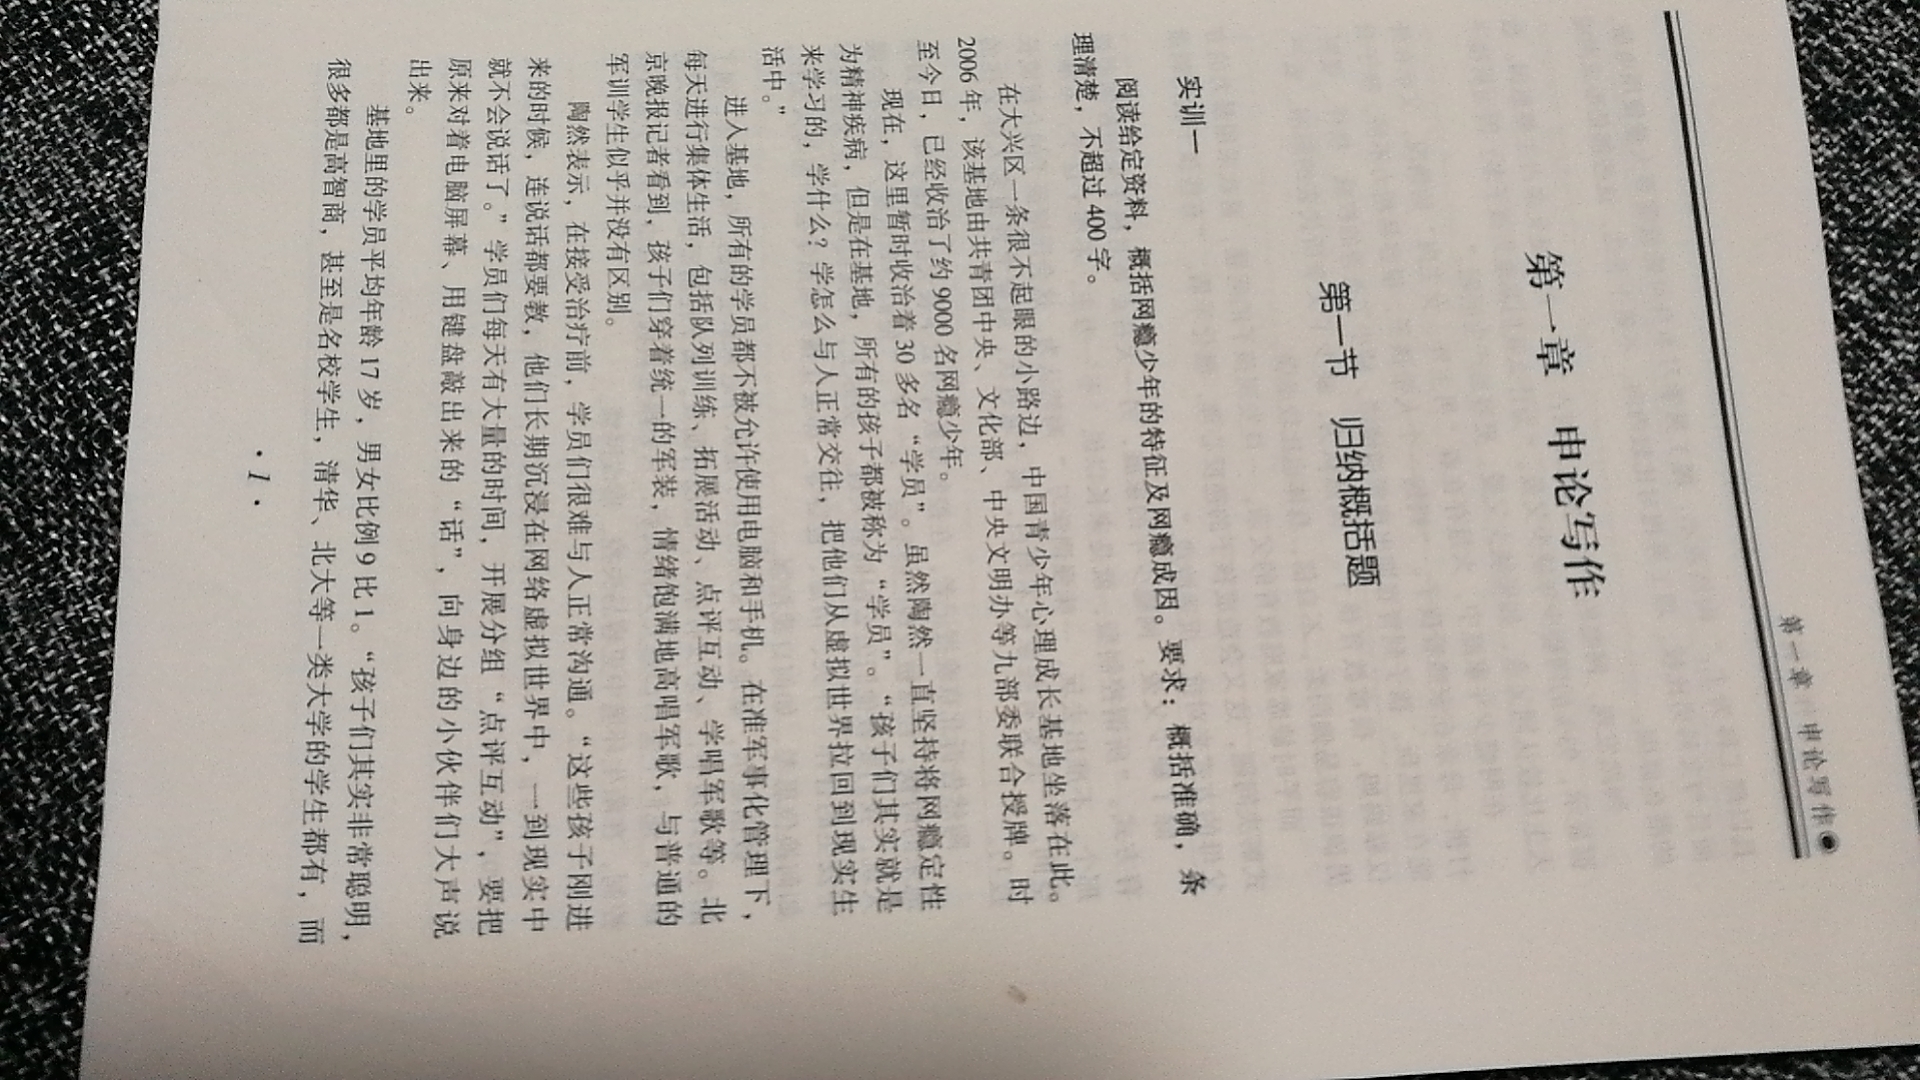 第一章 申论写作
第一章 申论写作
第一节 归纳概括题
实训一
阅读给定资料，概括网瘾少年的特征及网瘾成因。要求：概括准确，条
理清楚，不超过 400 字。
在大兴区一条很不起眼的小路边，中国青少年心理成长基地坐落在此。
2006 年，该基地由共青团中央、文化部、中央文明办等九部委联合授牌。时
至今日，已经收治了约 9000 名网瘾少年。
现在，这里暂时收治着 30 多名“学员”。虽然陶然一直坚持将网瘾定性
为精神疾病，但是在基地，所有的孩子都被称为“学员”。“孩子们其实就是
来学习的，学什么？学怎么与人正常交往，把他们从虚拟世界拉回到现实生
活中。”
进入基地，所有的学员都不被允许使用电脑和手机。在准军事化管理下，
每天进行集体生活，包括队列训练、拓展活动、点评互动、学唱军歌等。北
京晚报记者看到，孩子们穿着统一的军装，情绪饱满地高唱军歌，与普通的
军训学生似乎并没有区别。
陶然表示，在接受治疗前，学员们很难与人正常沟通。“这些孩子刚进
来的时候，连说话都要教，他们长期沉浸在网络虚拟世界中，一到现实中
就不会说话了。”学员们每天有大量的时间，开展分组“点评互动”，要把
原来对着电脑屏幕、用键盘敲出来的“话”，向身边的小伙伴们大声说
出来。
基地里的学员平均年龄 17 岁，男女比例 9 比 1。“孩子们其实非常聪明，
很多都是高智商，甚至是名校学生，清华、北大等一类大学的学生都有，而
· 1 ·